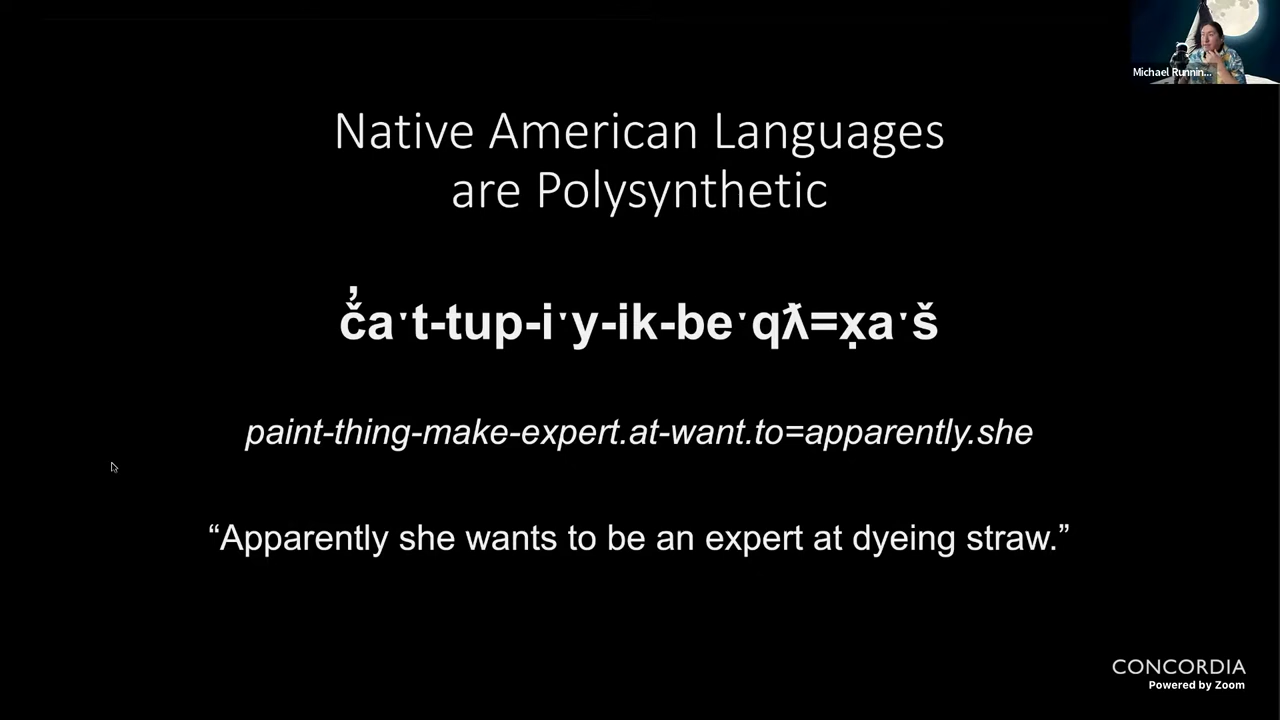 Michael Runnin...
Native American Languages
are Polysynthetic
č̓aˑt-tup-iˑy-ik-beˑqƛ=x̣aˑš
paint-thing-make-expert.at-want.to=apparently.she
“Apparently she wants to be an expert at dyeing straw.”
CONCORDIA
Powered by Zoom